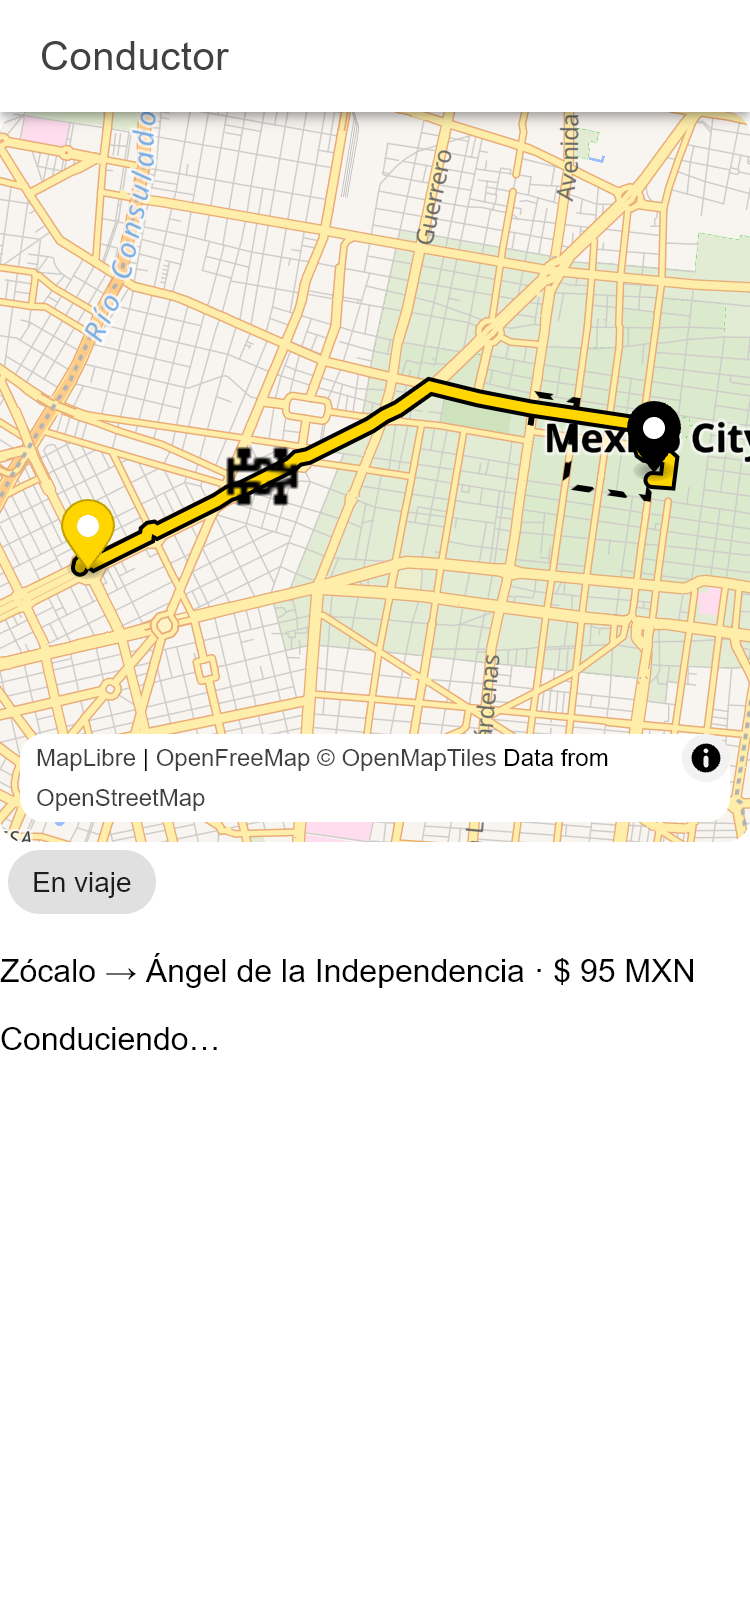 Conductor
Río Consulado
Guerrero
Avenida
City
MapLibre | OpenFreeMap © OpenMapTiles Data from
OpenStreetMap
En viaje
Zócalo → Ángel de la Independencia · $ 95 MXN
Conduciendo…